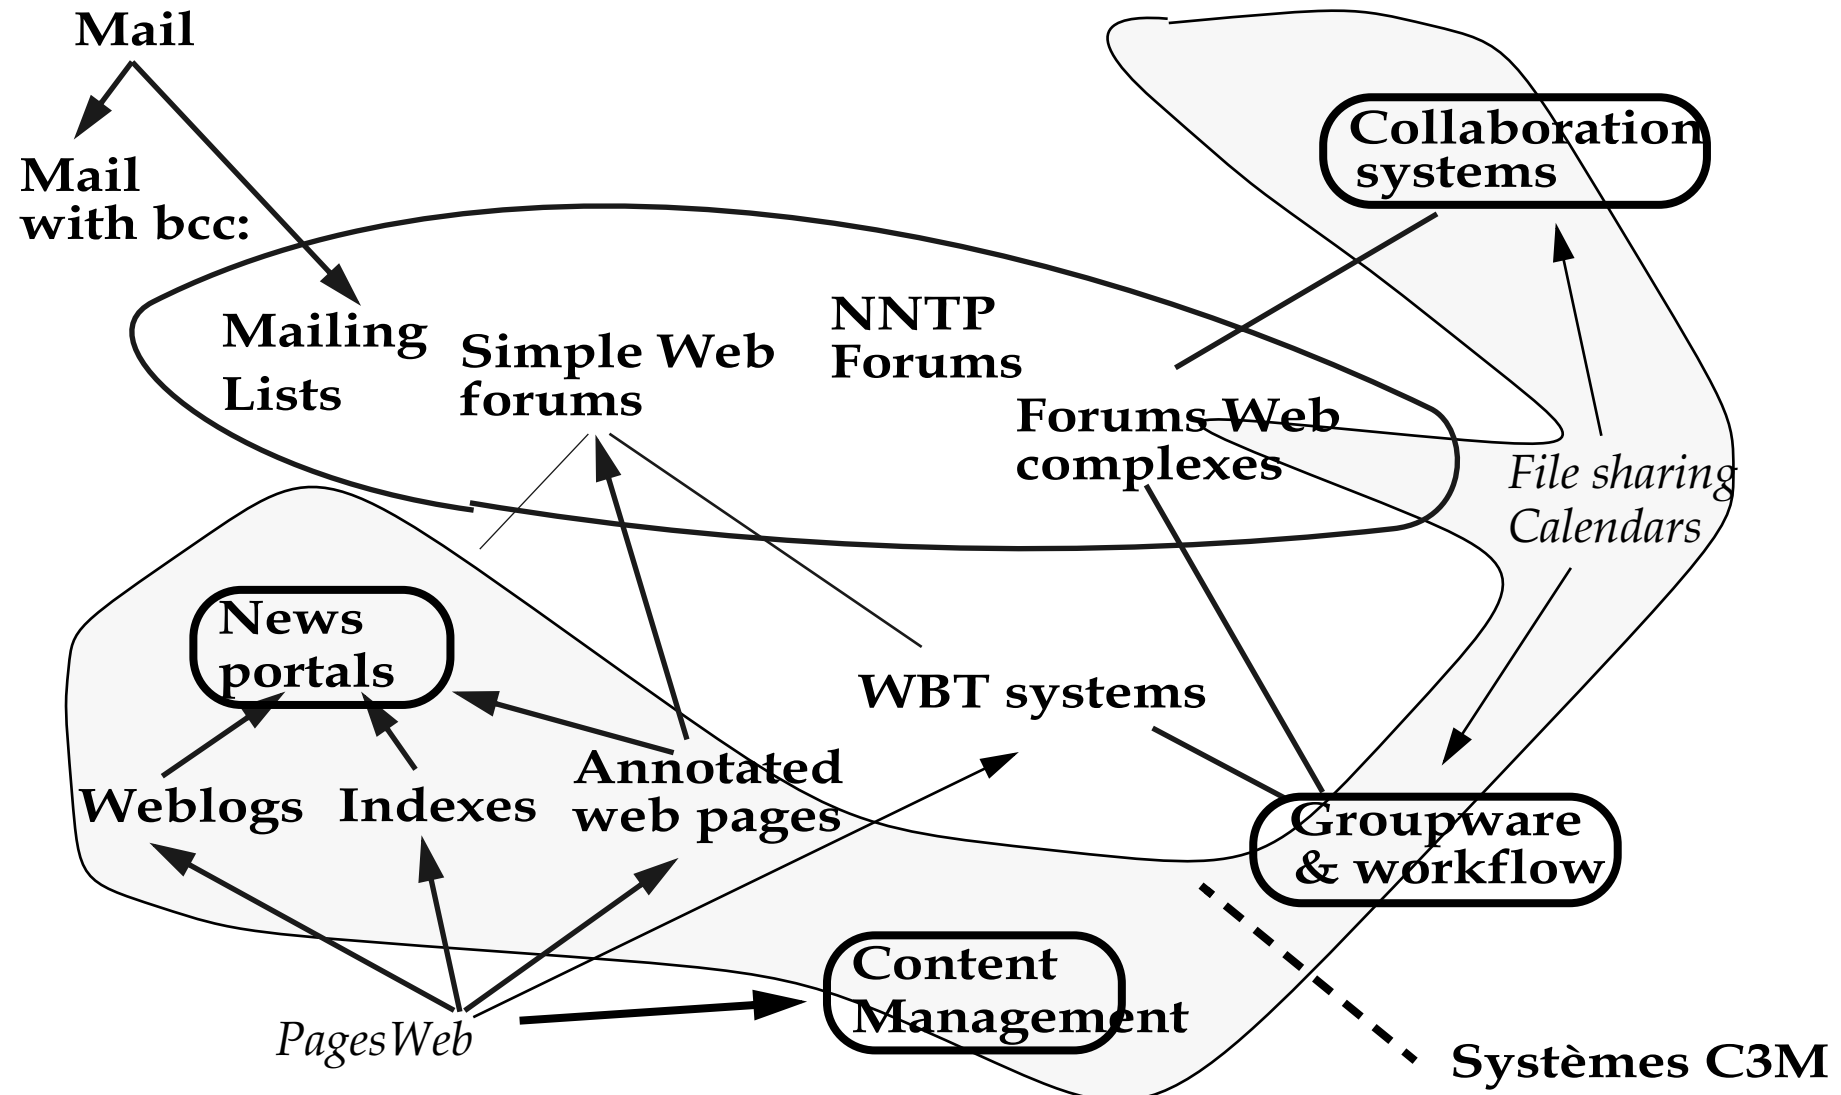 Mail
Mail
with bcc:
Collaboration
systems
Mailing
Lists
Simple Web
forums
NNTP
Forums
Forums Web
complexes
File sharing
Calendars
News
portals
WBT systems
Weblogs
Indexes
Annotated
web pages
Groupware
& workflow
Content
Management
PagesWeb
Systèmes C3M